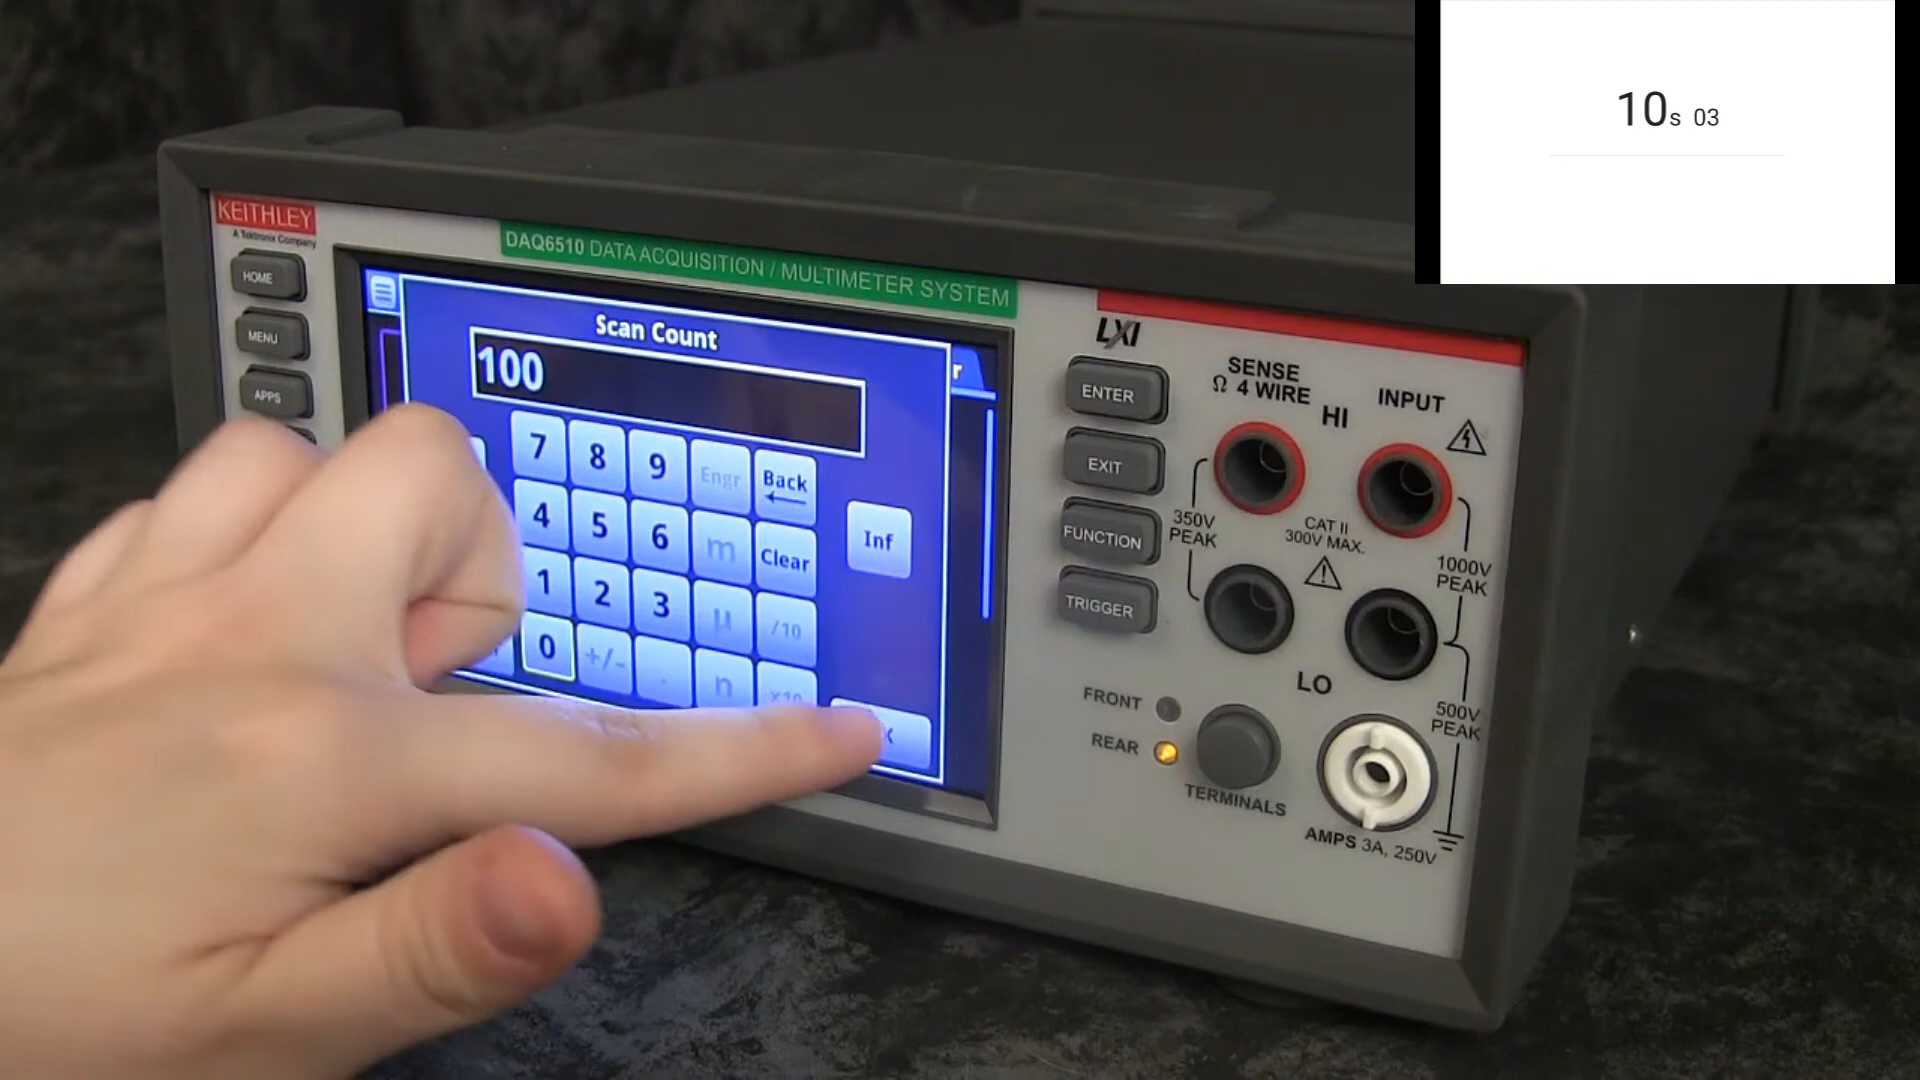 10s 03
KEITHLEY
A Tektronix Company
DAQ6510 DATA ACQUISITION / MULTIMETER SYSTEM
HOME
MENU
APPS
Scan Count
100
r
7 8 9 Engr Back
4 5 6 m Clear
Inf
1 2 3 µ /10
0 +/- . n x10
K
LXI
ENTER
EXIT
FUNCTION
TRIGGER
SENSE
Ω 4 WIRE
HI
INPUT
350V
PEAK
CAT II
300V MAX.
1000V
PEAK
LO
500V
PEAK
FRONT
REAR
TERMINALS
AMPS 3A, 250V